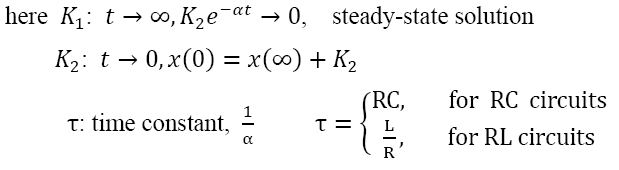 here K₁: t → ∞, K₂e^{−αt} → 0, steady-state solution
K₂: t → 0, x(0) = x(∞) + K₂
τ: time constant, 1/α τ = { RC, for RC circuits
L/R, for RL circuits